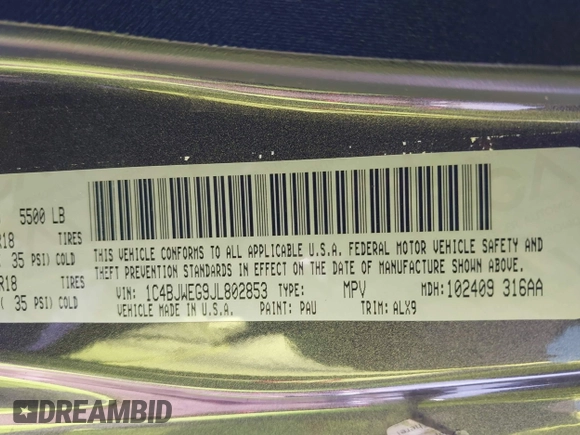 5500 LB
R18 TIRES
35 PSI) COLD
R18 TIRES
( 35 PSI) COLD
THIS VEHICLE CONFORMS TO ALL APPLICABLE U.S.A. FEDERAL MOTOR VEHICLE SAFETY AND
THEFT PREVENTION STANDARDS IN EFFECT ON THE DATE OF MANUFACTURE SHOWN ABOVE.
VIN: 1C4BJWEG9JL802853 TYPE: MPV MDH: 102409 316AA
VEHICLE MADE IN U.S.A. PAINT: PAU TRIM: ALX9
DREAMBID